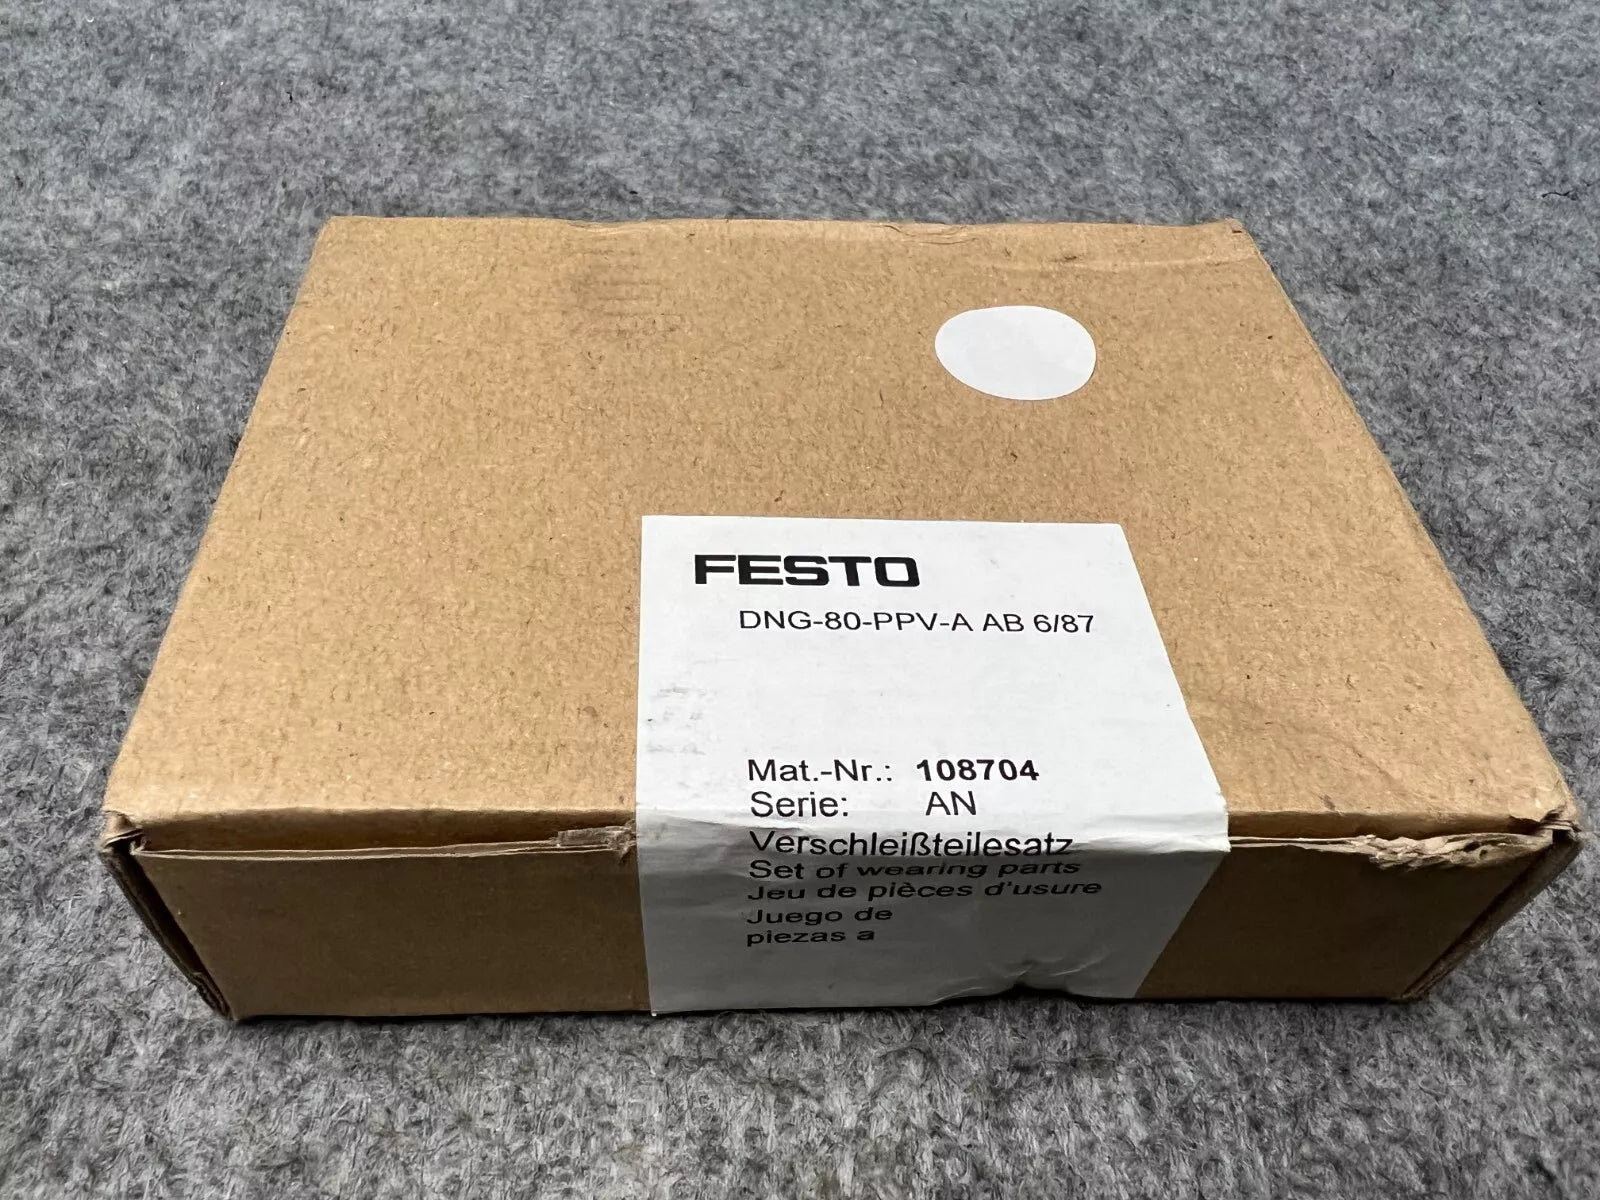 FESTO
DNG-80-PPV-A AB 6/87
Mat.-Nr.: 108704
Serie: AN
Verschleißteilesatz
Set of wearing parts
Jeu de pièces d'usure
Juego de
piezas a